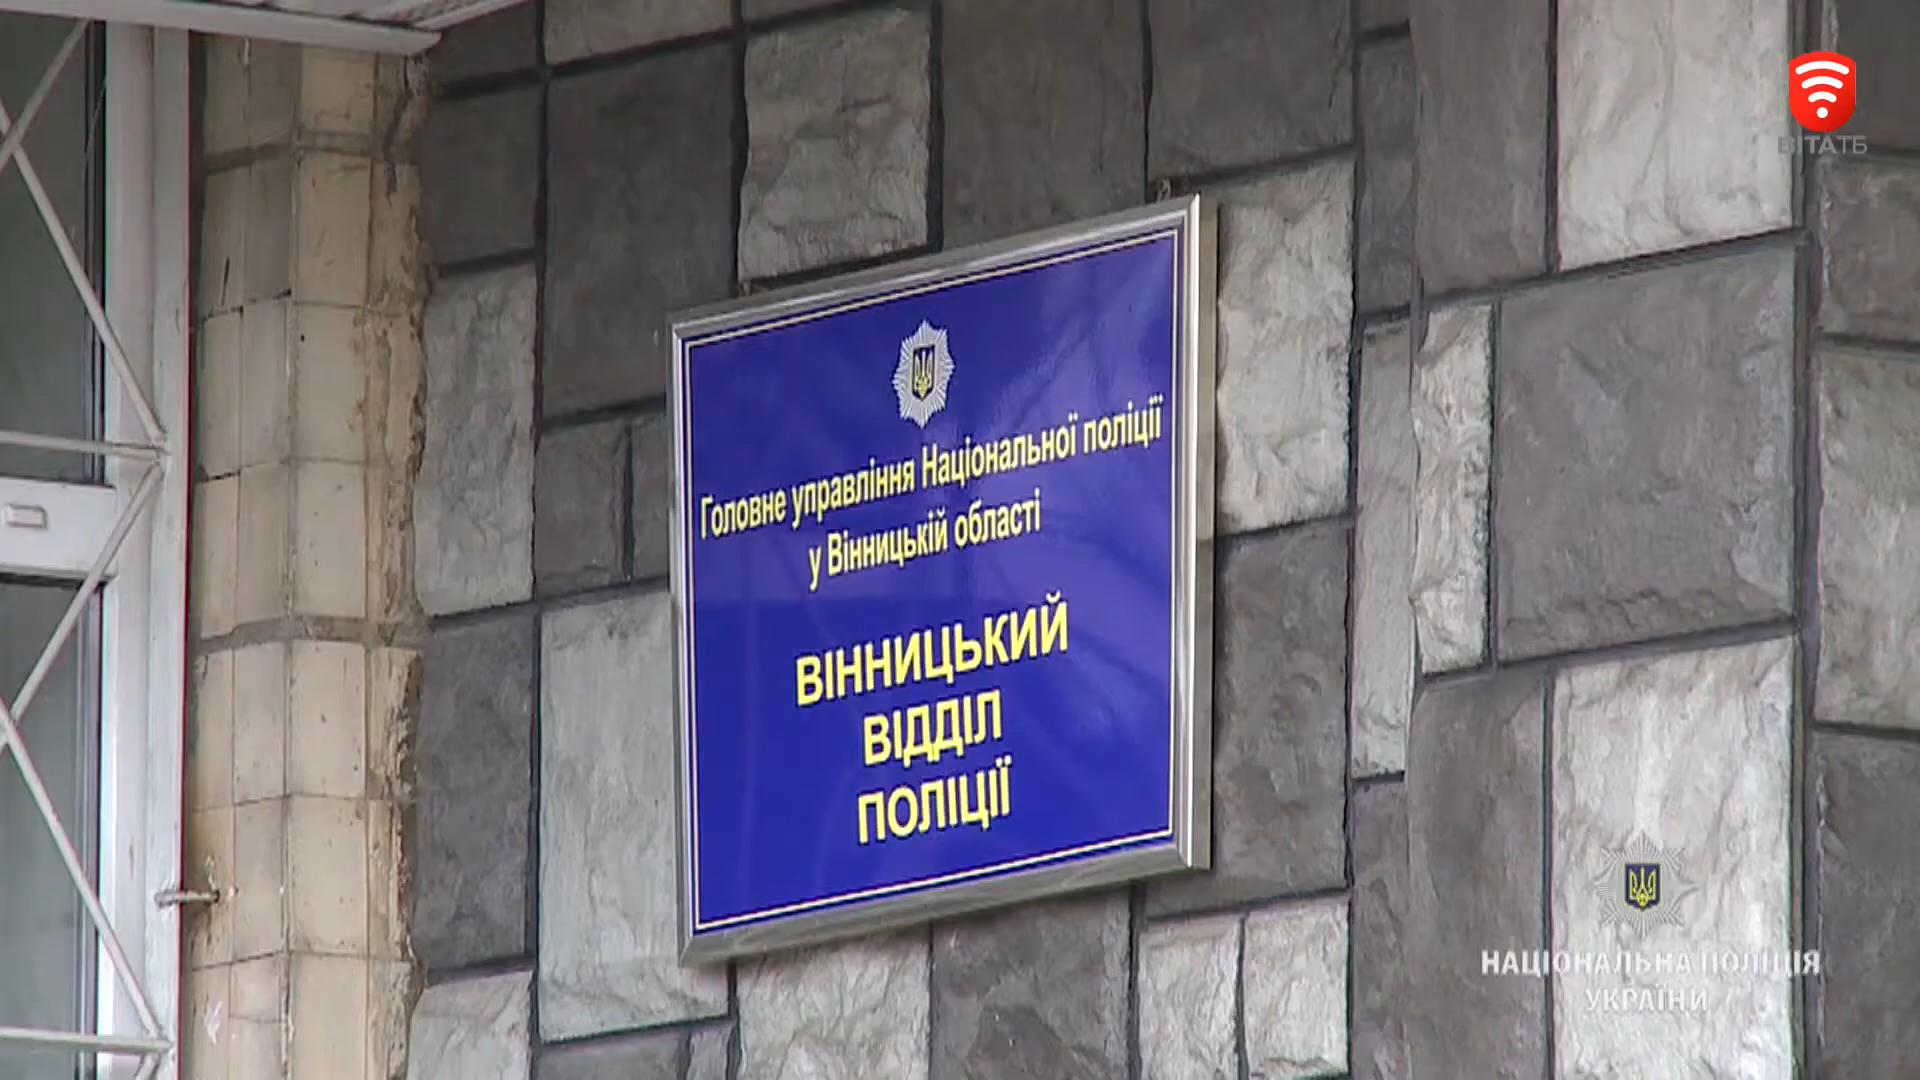 ВІТАТБ
Головне управління Національної поліції
у Вінницькій області
ВІННИЦЬКИЙ
ВІДДІЛ
ПОЛІЦІЇ
НАЦІОНАЛЬНА ПОЛІЦІЯ
УКРАЇНИ